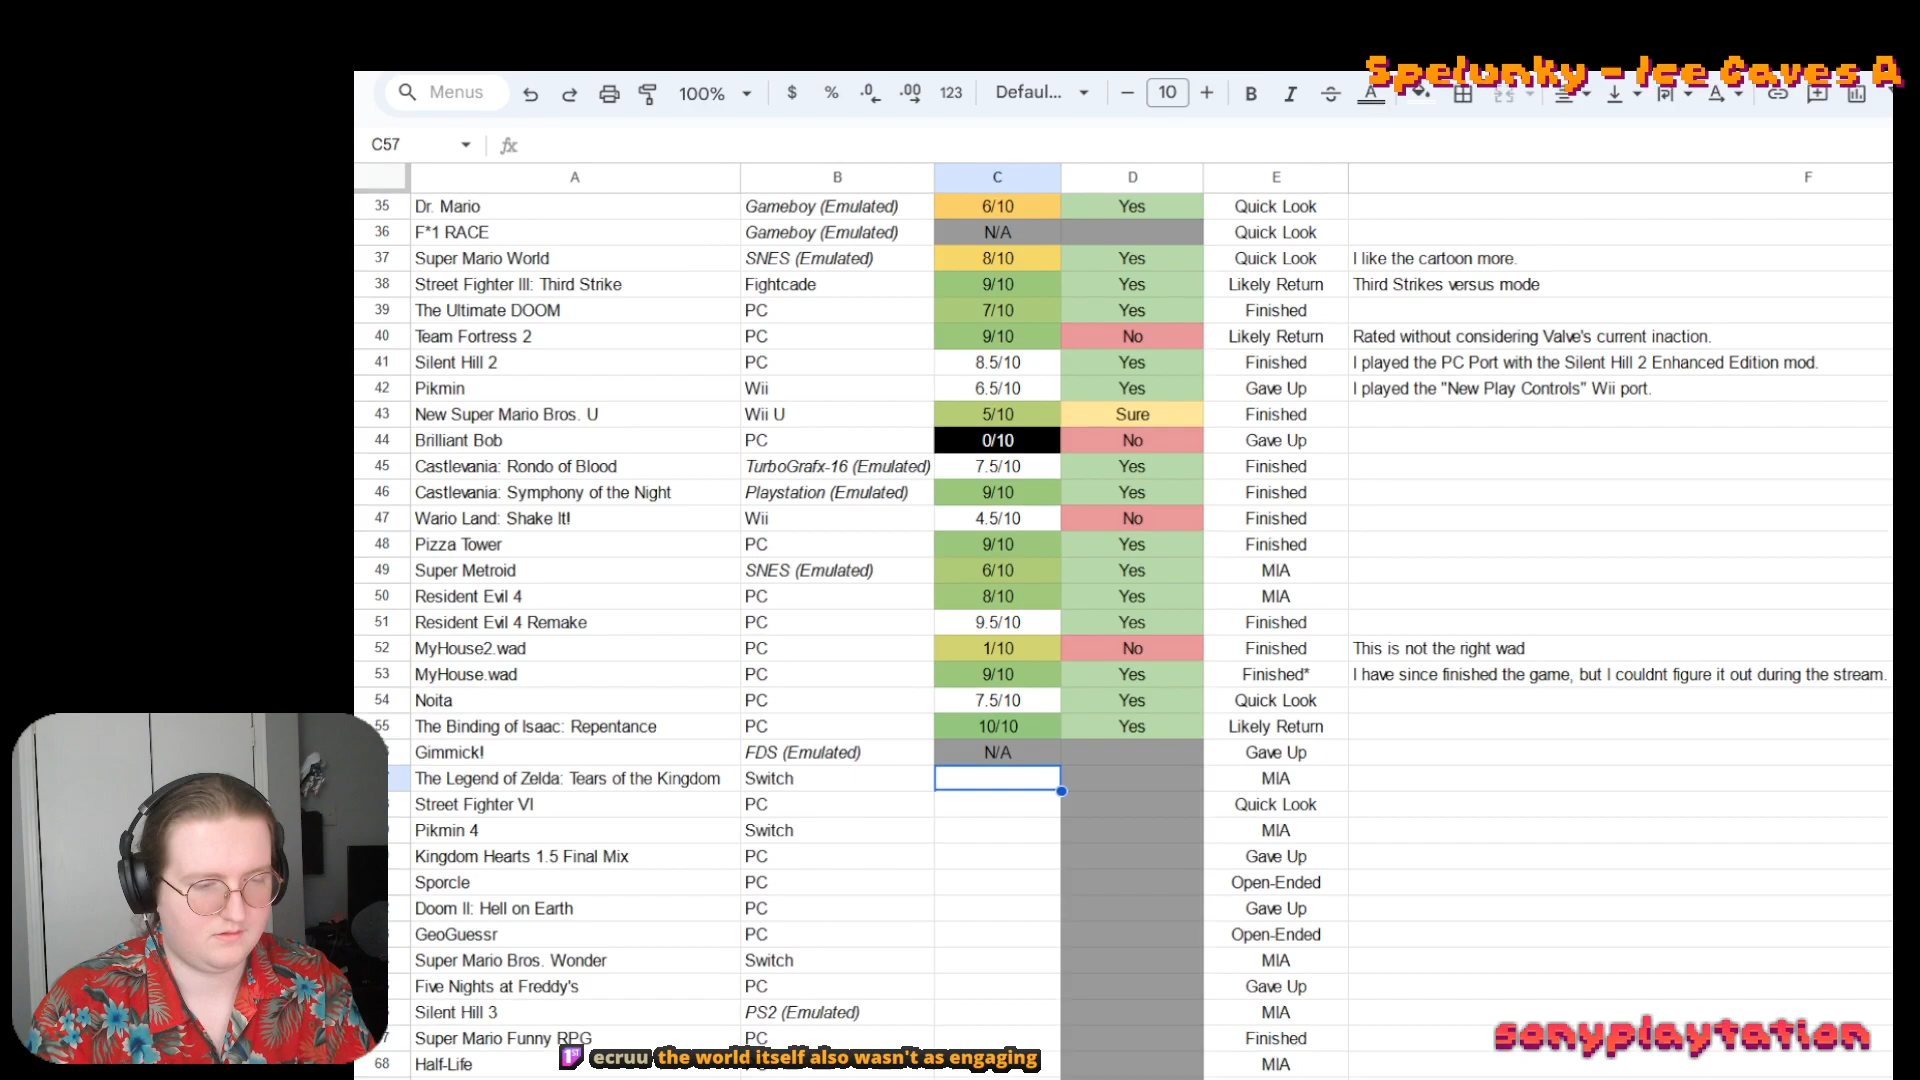 Spelunky - Ice Caves A
Menus 100% $ % .0 .00 123 Defaul... 10 B I A
C57 fx
A B C D E F
35 Dr. Mario Gameboy (Emulated) 6/10 Yes Quick Look
36 F*1 RACE Gameboy (Emulated) N/A Quick Look
37 Super Mario World SNES (Emulated) 8/10 Yes Quick Look I like the cartoon more.
38 Street Fighter III: Third Strike Fightcade 9/10 Yes Likely Return Third Strikes versus mode
39 The Ultimate DOOM PC 7/10 Yes Finished
40 Team Fortress 2 PC 9/10 No Likely Return Rated without considering Valve's current inaction.
41 Silent Hill 2 PC 8.5/10 Yes Finished I played the PC Port with the Silent Hill 2 Enhanced Edition mod.
42 Pikmin Wii 6.5/10 Yes Gave Up I played the "New Play Controls" Wii port.
43 New Super Mario Bros. U Wii U 5/10 Sure Finished
44 Brilliant Bob PC 0/10 No Gave Up
45 Castlevania: Rondo of Blood TurboGrafx-16 (Emulated) 7.5/10 Yes Finished
46 Castlevania: Symphony of the Night Playstation (Emulated) 9/10 Yes Finished
47 Wario Land: Shake It! Wii 4.5/10 No Finished
48 Pizza Tower PC 9/10 Yes Finished
49 Super Metroid SNES (Emulated) 6/10 Yes MIA
50 Resident Evil 4 PC 8/10 Yes MIA
51 Resident Evil 4 Remake PC 9.5/10 Yes Finished
52 MyHouse2.wad PC 1/10 No Finished This is not the right wad
53 MyHouse.wad PC 9/10 Yes Finished* I have since finished the game, but I couldnt figure it out during the stream.
54 Noita PC 7.5/10 Yes Quick Look
55 The Binding of Isaac: Repentance PC 10/10 Yes Likely Return
Gimmick! FDS (Emulated) N/A Gave Up
The Legend of Zelda: Tears of the Kingdom Switch MIA
Street Fighter VI PC Quick Look
Pikmin 4 Switch MIA
Kingdom Hearts 1.5 Final Mix PC Gave Up
Sporcle PC Open-Ended
Doom II: Hell on Earth PC Gave Up
GeoGuessr PC Open-Ended
Super Mario Bros. Wonder Switch MIA
Five Nights at Freddy's PC Gave Up
Silent Hill 3 PS2 (Emulated) MIA
7 Super Mario Funny RPG PC Finished
68 Half-Life MIA
1ST ecruu the world itself also wasn't as engaging
sonyplaytation